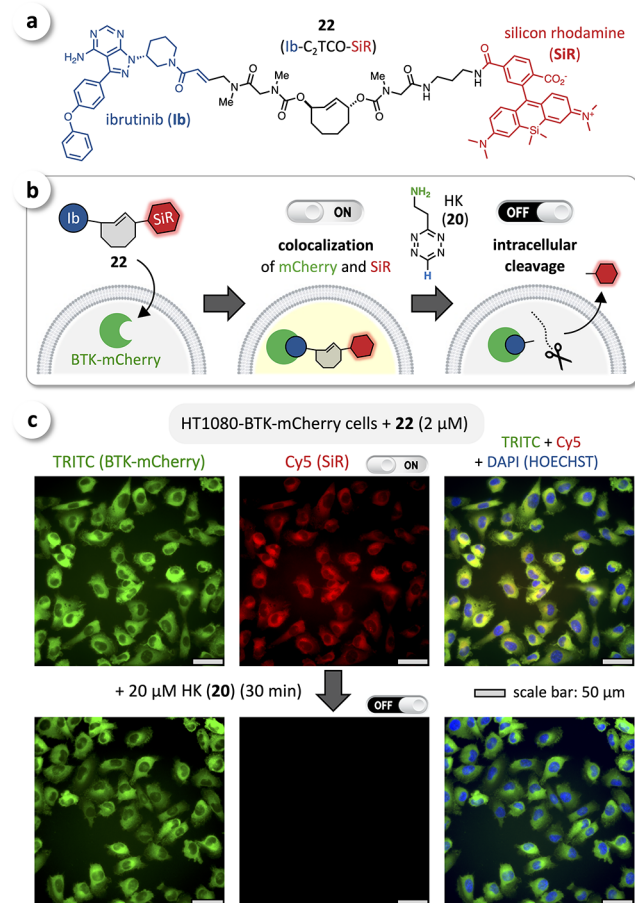 a
22
(Ib-C₂TCO-SiR)
silicon rhodamine
(SiR)
ibrutinib (Ib)
N
N
H₂N
N
N
N
O
O
N
Me
O
Me
N
O
O
O
O
Me
N
O
N
H
H
N
O
CO₂⁻
N
Si
N⁺
b
Ib
SiR
22
BTK-mCherry
ON
colocalization
of mCherry and SiR
NH₂
HK
(20)
N
N
N
N
H
OFF
intracellular
cleavage
c
HT1080-BTK-mCherry cells + 22 (2 μM)
TRITC (BTK-mCherry)
Cy5 (SiR)
ON
TRITC + Cy5
+ DAPI (HOECHST)
+ 20 μM HK (20) (30 min)
OFF
scale bar: 50 μm